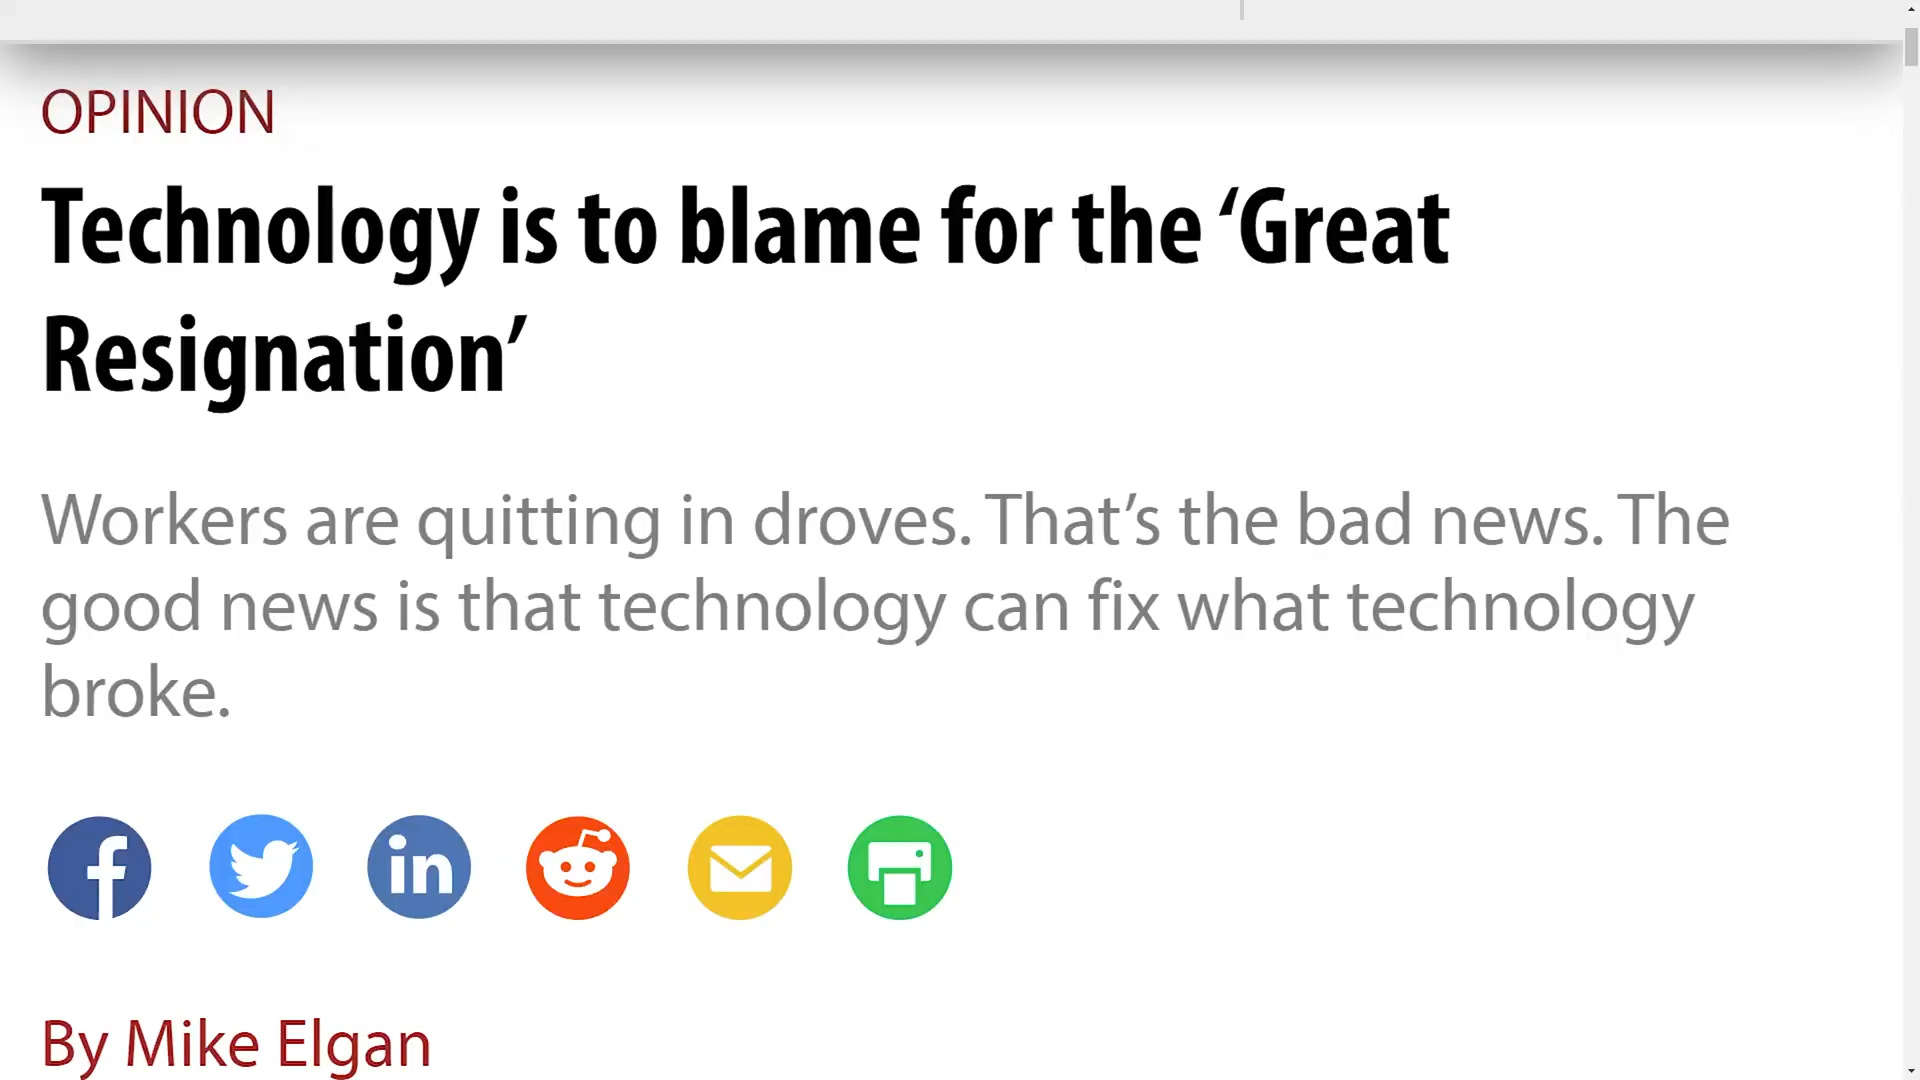 OPINION
Technology is to blame for the ‘Great
Resignation’
Workers are quitting in droves. That’s the bad news. The
good news is that technology can fix what technology
broke.
f
in
By Mike Elgan